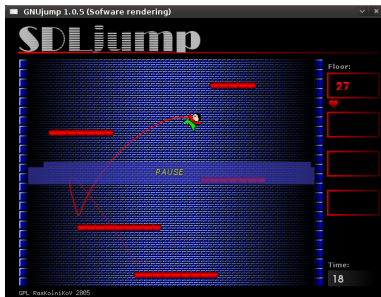 GNUjump 1.0.5 (Sofware rendering)
SDLjump
Floor:
27
PAUSE
Time:
18
GPL RasKolniKoV 2005